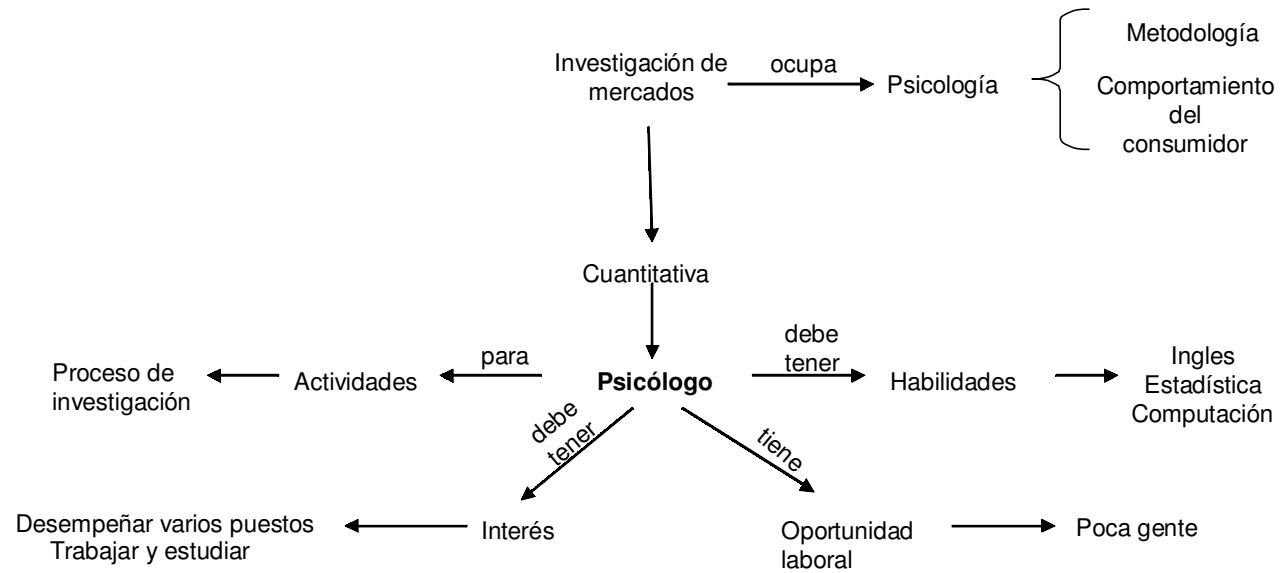 Metodología
Investigación de
mercados
ocupa
Psicología
Comportamiento
del
consumidor
Cuantitativa
Proceso de
investigación
Actividades
para
Psicólogo
debe
tener
Habilidades
Ingles
Estadística
Computación
debe
tener
tiene
Desempeñar varios puestos
Trabajar y estudiar
Interés
Oportunidad
laboral
Poca gente